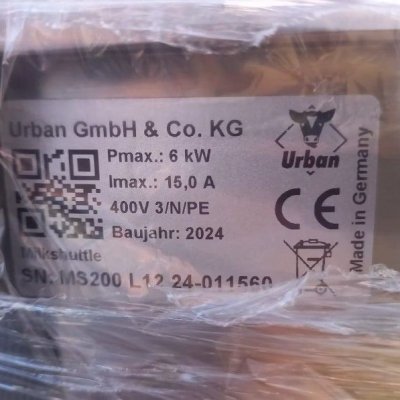 Urban GmbH & Co. KG
Pmax.: 6 kW
Imax.: 15,0 A
400V 3/N/PE
Baujahr: 2024
Milkshuttle
SN: MS200 L12 24-011560
Urban
CE
Made in Germany